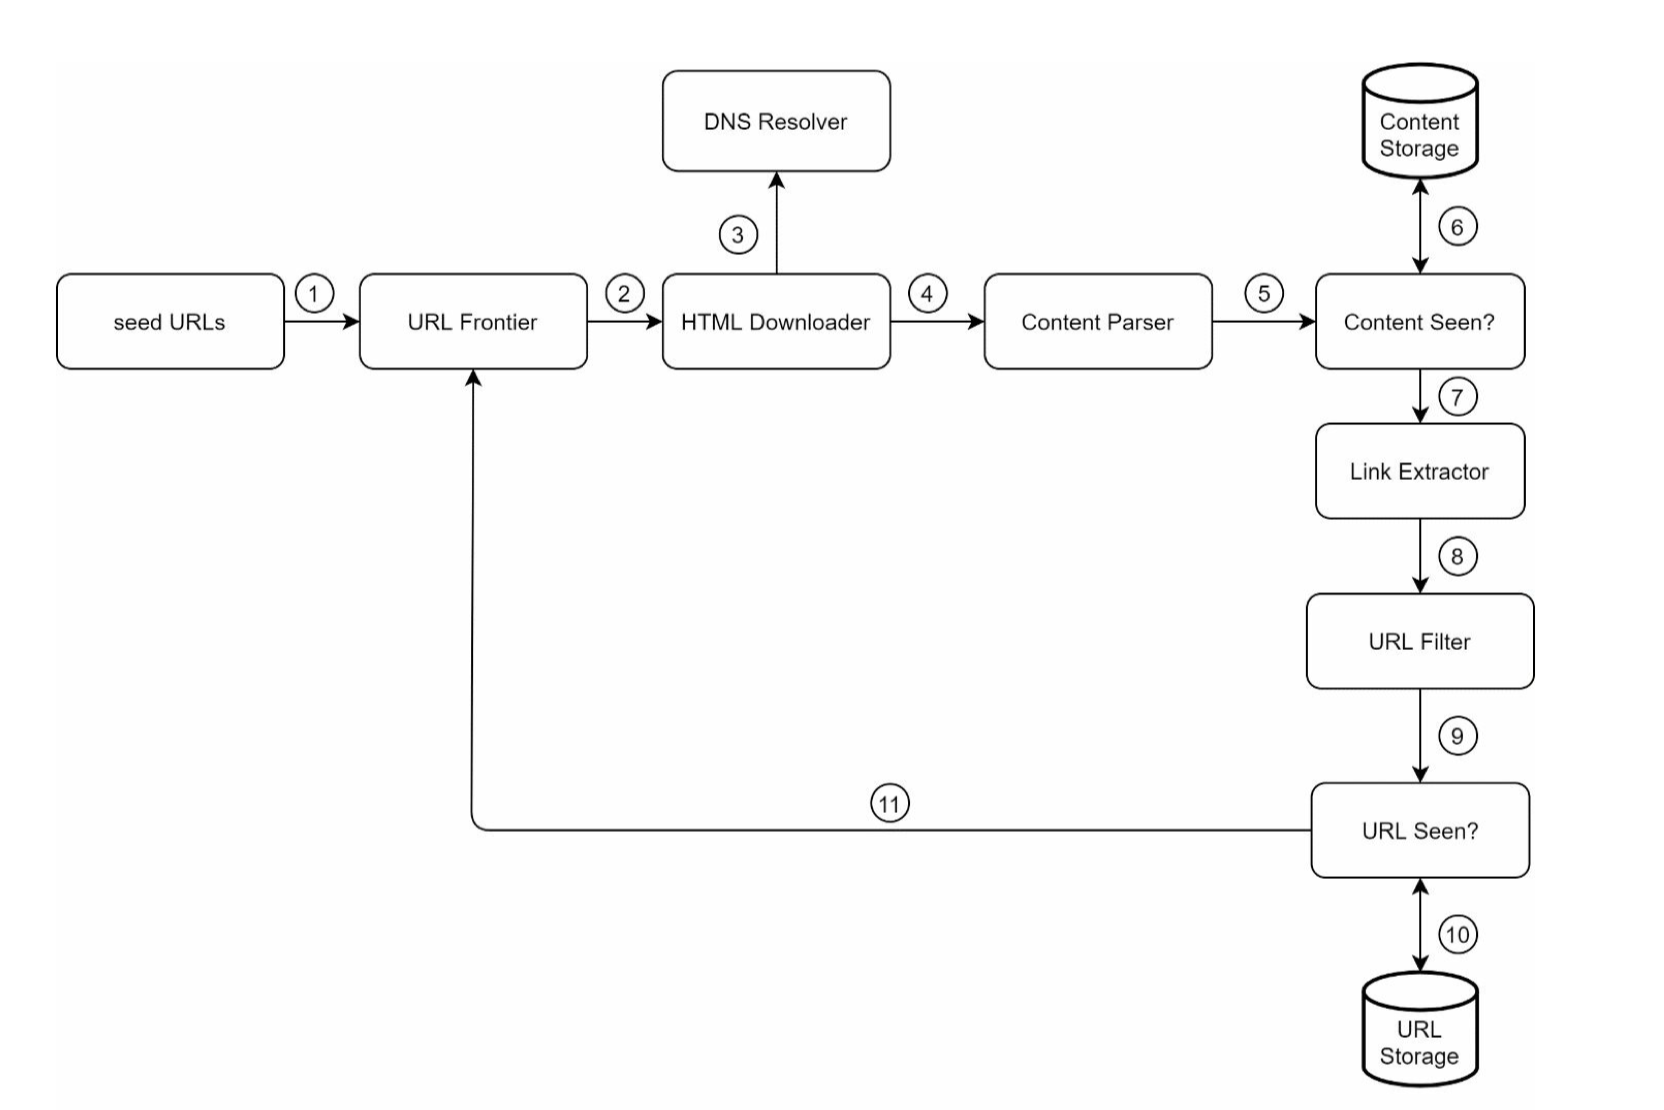 DNS Resolver
Content
Storage
3
6
1
2
4
5
seed URLs
URL Frontier
HTML Downloader
Content Parser
Content Seen?
7
Link Extractor
8
URL Filter
9
11
URL Seen?
10
URL
Storage